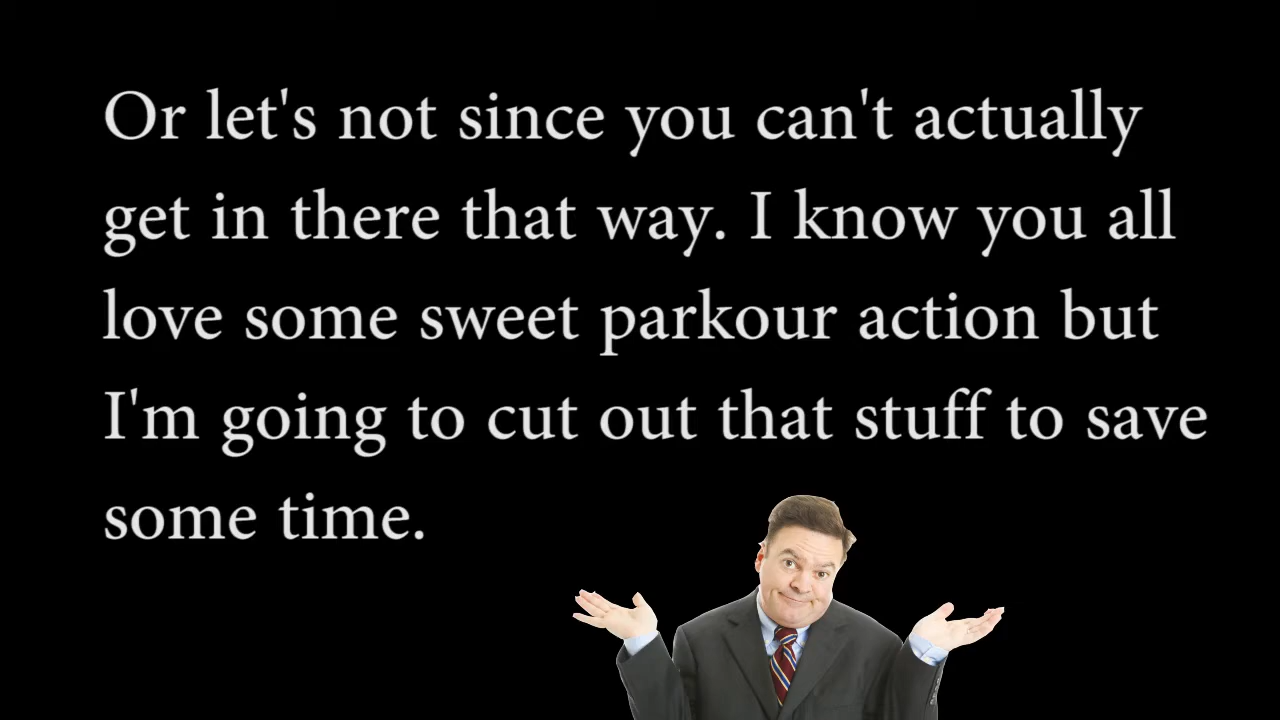 Or let's not since you can't actually
get in there that way. I know you all
love some sweet parkour action but
I'm going to cut out that stuff to save
some time.